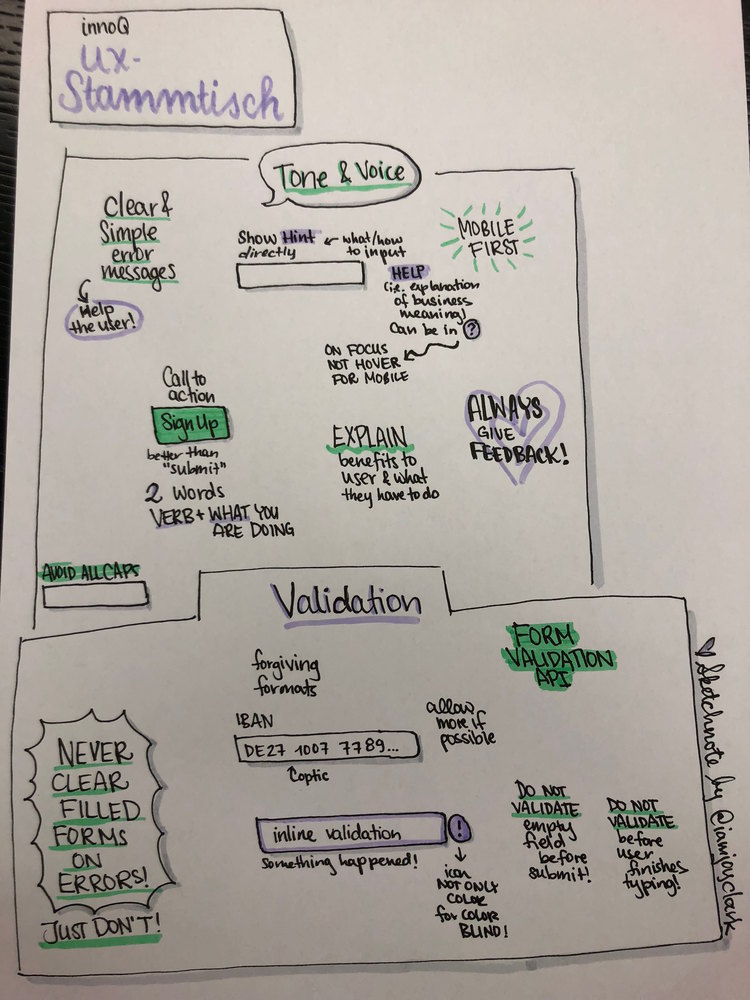 innoQ
UX-
Stammtisch
Tone & Voice
Clear &
Simple
error
messages
Help
the user!
Show Hint
directly
what/how
to input
HELP
(i.e. explanation
of business
meaning)
Can be in ?
ON FOCUS
NOT HOVER
FOR MOBILE
MOBILE
FIRST
Call to
action
Sign Up
better than
"submit"
2 words
VERB + WHAT YOU
ARE DOING
EXPLAIN
benefits to
user & what
they have to do
ALWAYS
GIVE
FEEDBACK!
AVOID ALL CAPS
Validation
forgiving
formats
IBAN
DE27 1007 7789...
Coptic
allow
more if
possible
FORM
VALIDATION
API
NEVER
CLEAR
FILLED
FORMS
ON
ERRORS!
JUST DON'T!
inline validation !
something happened!
icon
NOT ONLY
COLOR
for COLOR
BLIND!
DO NOT
VALIDATE
empty
field
before
submit!
DO NOT
VALIDATE
before
user
finishes
typing!
Sketchnote by @iamjoyclark